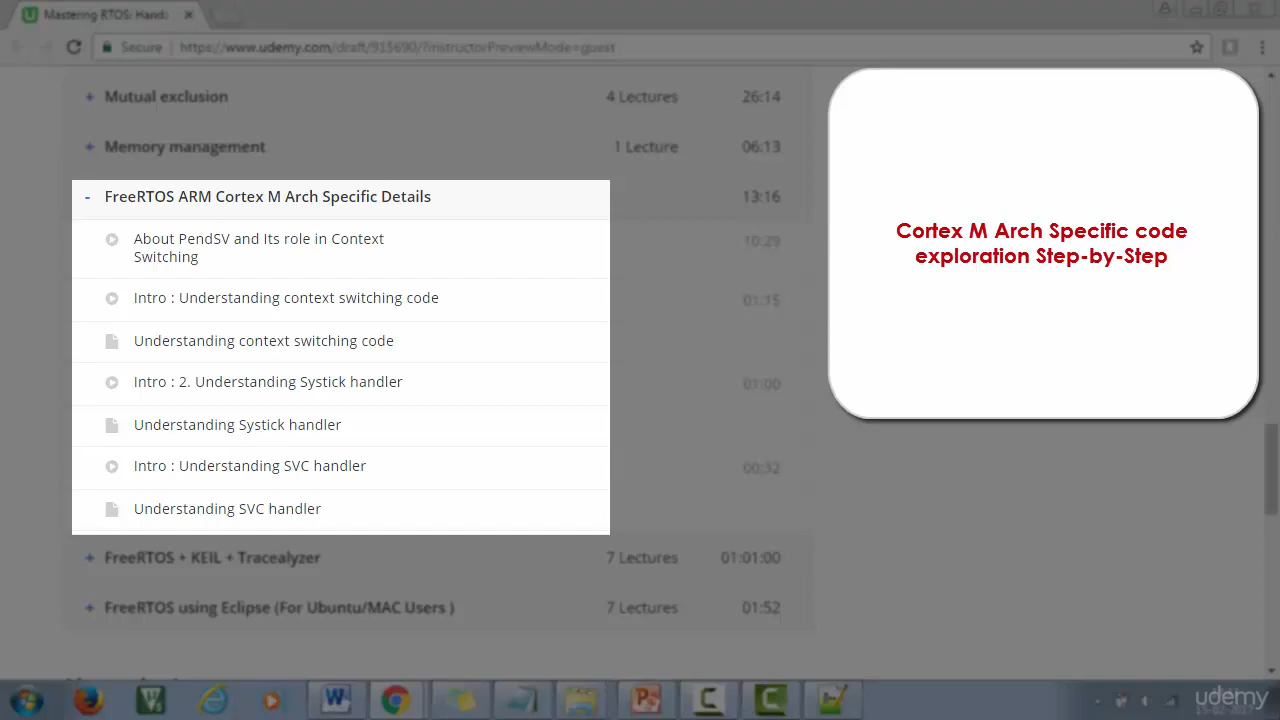 Mastering RTOS: Hands
Secure | https://www.udemy.com/draft/915690/?instructorPreviewMode=guest
+ Mutual exclusion 4 Lectures 26:14
+ Memory management 1 Lecture 06:13
- FreeRTOS ARM Cortex M Arch Specific Details 13:16
About PendSV and Its role in Context
Switching
10:29
Intro : Understanding context switching code 01:15
Understanding context switching code
Intro : 2. Understanding Systick handler 01:00
Understanding Systick handler
Intro : Understanding SVC handler 00:32
Understanding SVC handler
+ FreeRTOS + KEIL + Tracealyzer 7 Lectures 01:01:00
+ FreeRTOS using Eclipse (For Ubuntu/MAC Users ) 7 Lectures 01:52
Cortex M Arch Specific code
exploration Step-by-Step
udemy